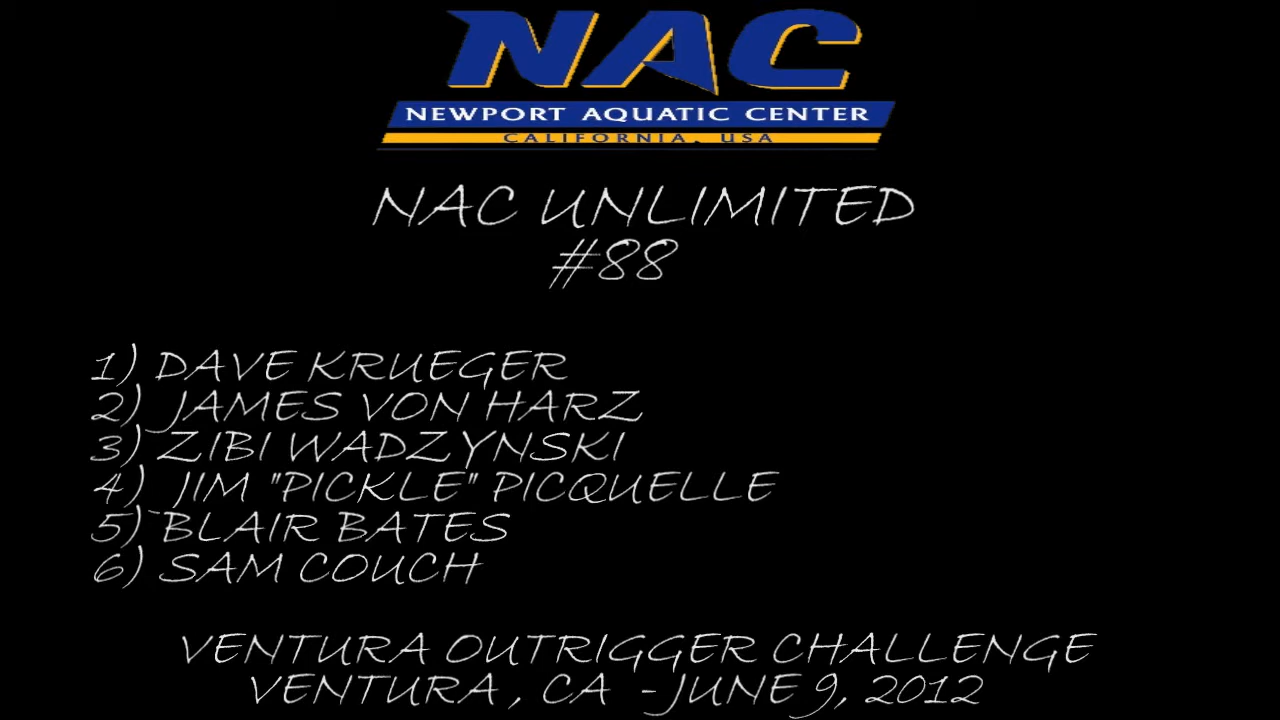 NAC
NEWPORT AQUATIC CENTER
CALIFORNIA, USA
NAC UNLIMITED
#88
1) DAVE KRUEGER
2) JAMES VON HARZ
3) ZIBI WADZYNSKI
4) JIM "PICKLE" PICQUELLE
5) BLAIR BATES
6) SAM COUCH
VENTURA OUTRIGGER CHALLENGE
VENTURA , CA - JUNE 9, 2012